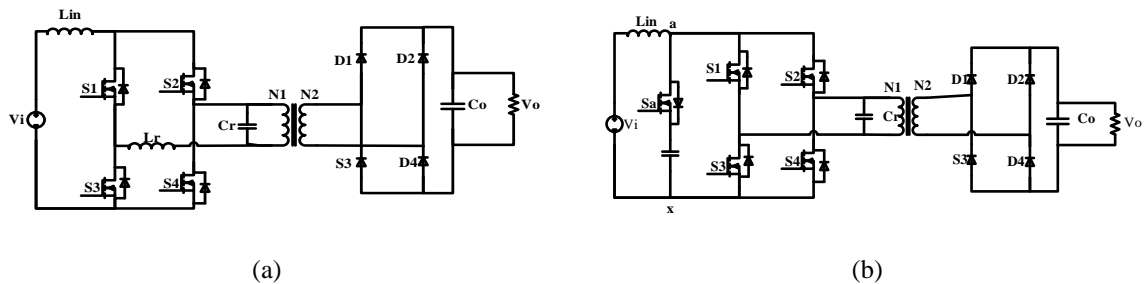 Lin
S1
S2
N1
N2
D1
D2
Vi
Cr
Co
Vo
Lr
S3
S4
S3
D4
(a)
Lin
a
S1
S2
N1
N2
D1
D2
Sa
Vi
Cr
Co
Vo
S3
S4
S3
D4
x
(b)